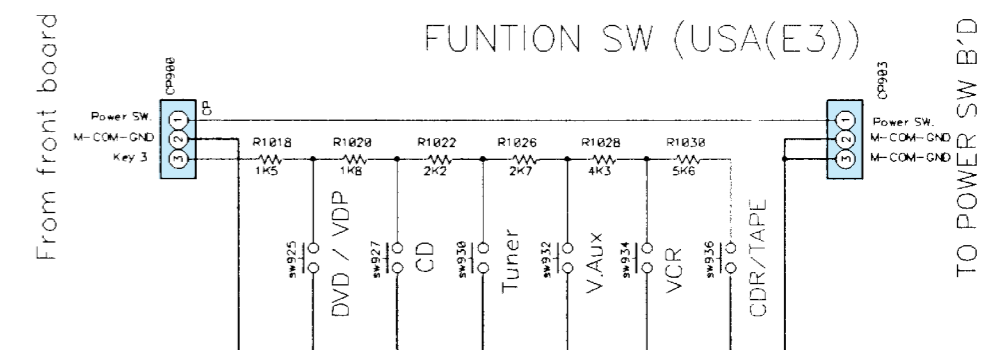 FUNTION SW (USA(E3))
From front board
CP900
CP
Power SW.
M-COM-GND
Key 3
1
2
3
R1018
1K5
R1020
1K8
R1022
2K2
R1026
2K7
R1028
4K3
R1030
5K6
sw925
DVD / VDP
sw927
CD
sw930
Tuner
sw932
V.Aux
sw934
VCR
sw936
CDR/TAPE
CP903
1
2
3
Power SW.
M-COM-GND
M-COM-GND
TO POWER SW B'D